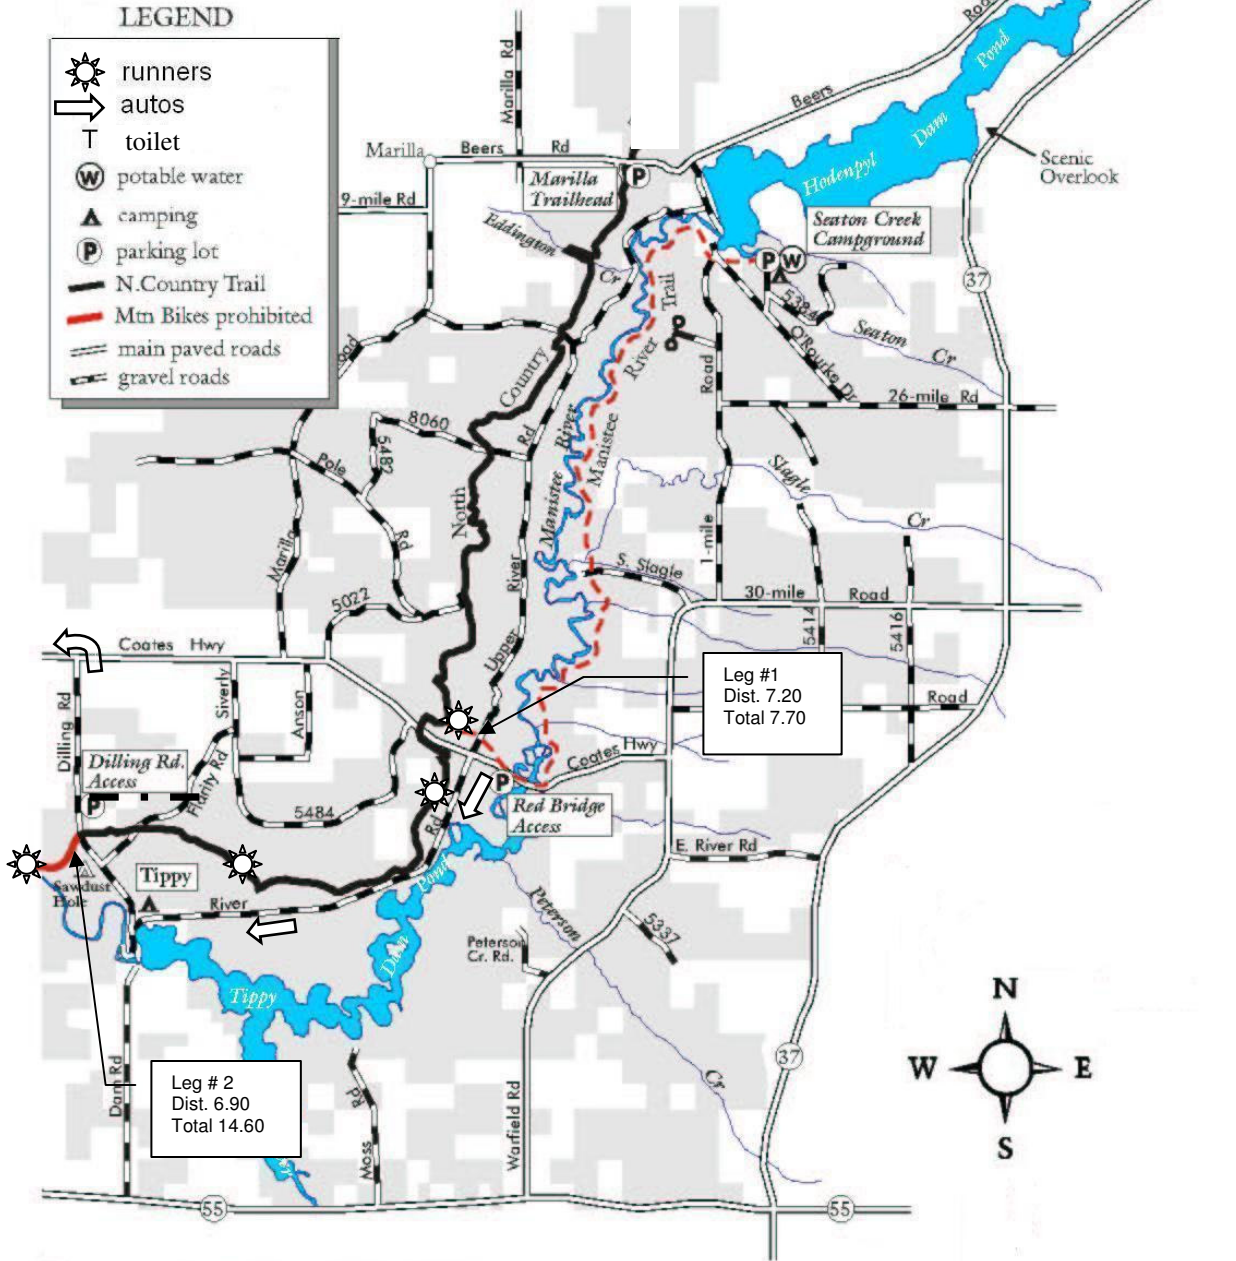 LEGEND
runners
autos
T toilet
W potable water
camping
P parking lot
N.Country Trail
Mtn Bikes prohibited
main paved roads
gravel roads
Marilla Rd
Marilla
Beers Rd
Beers
Road
Pond
Dam
Hodenpyl
Scenic
Overlook
Marilla
Trailhead
P
9-mile Rd
Eddington
Cr
Seaton Creek
Campground
P W
5384
37
Seaton
Cr
O'Rourke Dr
26-mile Rd
Trail
River
Manistee
Road
Country
North
8060
5482
Pole
Rd
Rd
River
Manistee
Marilla
5022
River
Upper
S. Slagle
1-mile
Slagle
Cr
30-mile Road
5414
5416
Road
Coates Hwy
Siverly
Anson
Dilling Rd
Leg #1
Dist. 7.20
Total 7.70
Coates Hwy
Dilling Rd.
Access
P
Flarity Rd
5484
P
Red Bridge
Access
Rd
E. River Rd
Tippy
Sawdust
Hole
River
Pond
Dam
Tippy
Peterson
Cr
Peterson
Cr. Rd.
5337
Leg # 2
Dist. 6.90
Total 14.60
Dam Rd
Moss Rd
Warfield Rd
37
55
55
N
W E
S